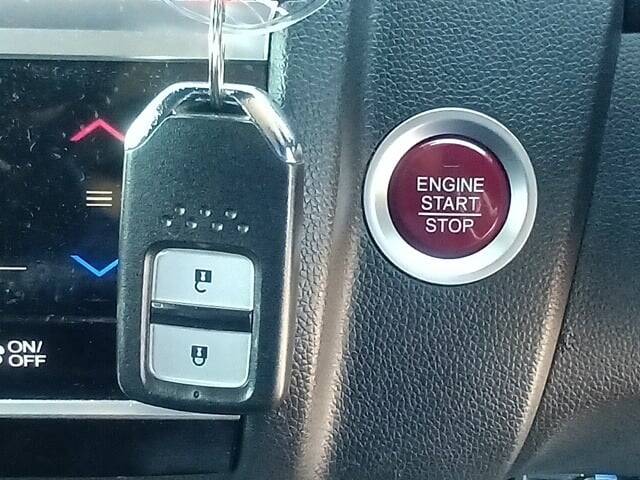 ENGINE
START
STOP
ON/
OFF